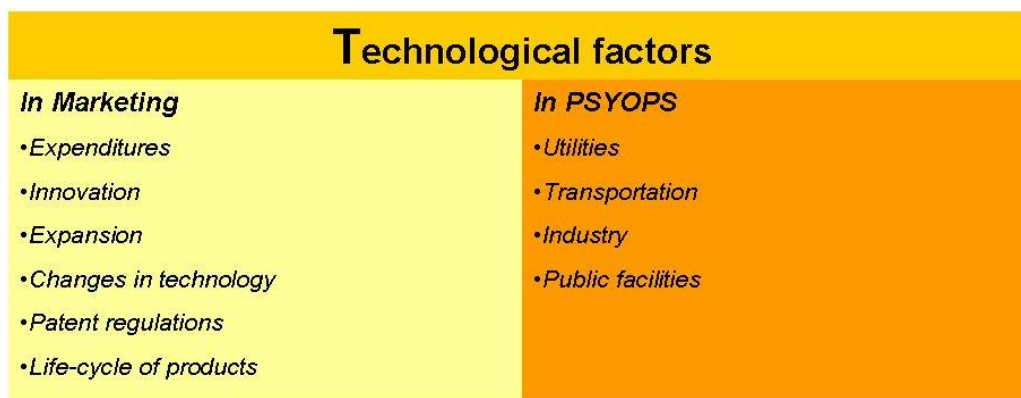 Technological factors
In Marketing
•Expenditures
•Innovation
•Expansion
•Changes in technology
•Patent regulations
•Life-cycle of products
In PSYOPS
•Utilities
•Transportation
•Industry
•Public facilities